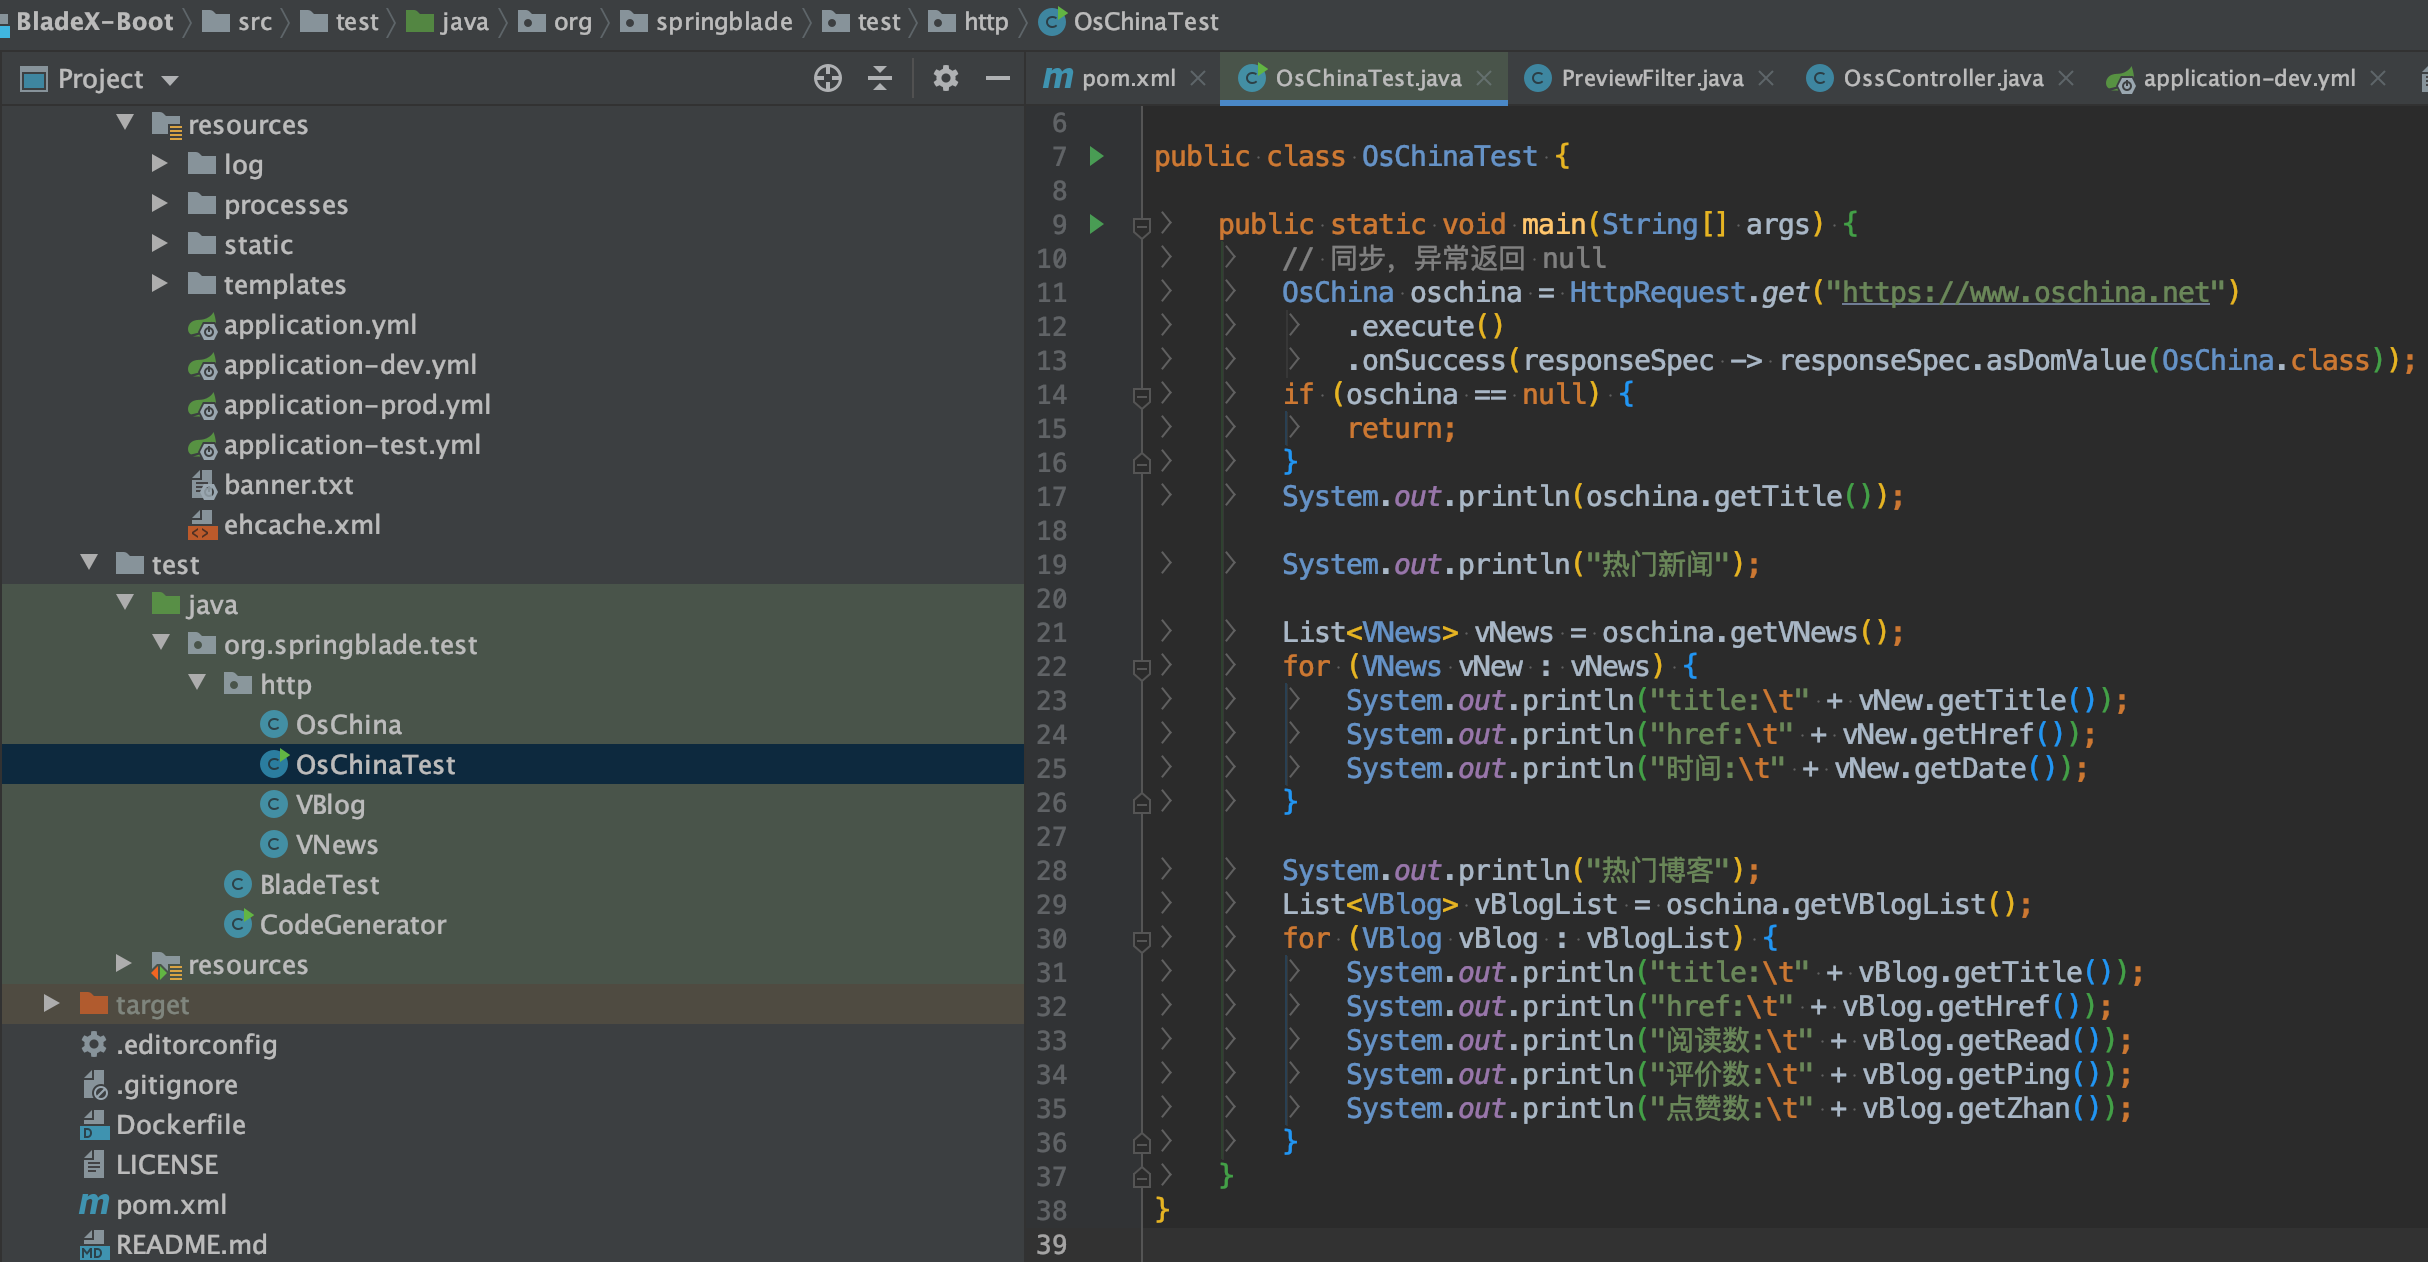 BladeX-Boot src test java org springblade test http OsChinaTest
Project
pom.xml OsChinaTest.java PreviewFilter.java OssController.java application-dev.yml
resources
log
processes
static
templates
application.yml
application-dev.yml
application-prod.yml
application-test.yml
banner.txt
ehcache.xml
test
java
org.springblade.test
http
OsChina
OsChinaTest
VBlog
VNews
BladeTest
CodeGenerator
resources
target
.editorconfig
.gitignore
Dockerfile
LICENSE
pom.xml
README.md
6
7 public class OsChinaTest {
8
9 public static void main(String[] args) {
10 // 同步，异常返回 null
11 OsChina oschina = HttpRequest.get("https://www.oschina.net")
12 .execute()
13 .onSuccess(responseSpec -> responseSpec.asDomValue(OsChina.class));
14 if (oschina == null) {
15 return;
16 }
17 System.out.println(oschina.getTitle());
18
19 System.out.println("热门新闻");
20
21 List<VNews> vNews = oschina.getVNews();
22 for (VNews vNew : vNews) {
23 System.out.println("title:\t" + vNew.getTitle());
24 System.out.println("href:\t" + vNew.getHref());
25 System.out.println("时间:\t" + vNew.getDate());
26 }
27
28 System.out.println("热门博客");
29 List<VBlog> vBlogList = oschina.getVBlogList();
30 for (VBlog vBlog : vBlogList) {
31 System.out.println("title:\t" + vBlog.getTitle());
32 System.out.println("href:\t" + vBlog.getHref());
33 System.out.println("阅读数:\t" + vBlog.getRead());
34 System.out.println("评价数:\t" + vBlog.getPing());
35 System.out.println("点赞数:\t" + vBlog.getZhan());
36 }
37 }
38 }
39